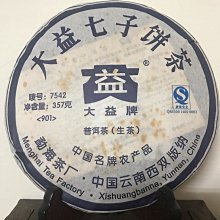 大益七子饼茶
唛号: 7542
净含量: 357克
<901>
益
大益牌
普洱茶(生茶)
中国名牌农产品
勐海茶厂·中国云南西双版纳
Menghai Tea Factory · Xishuangbanna, Yunnan, China